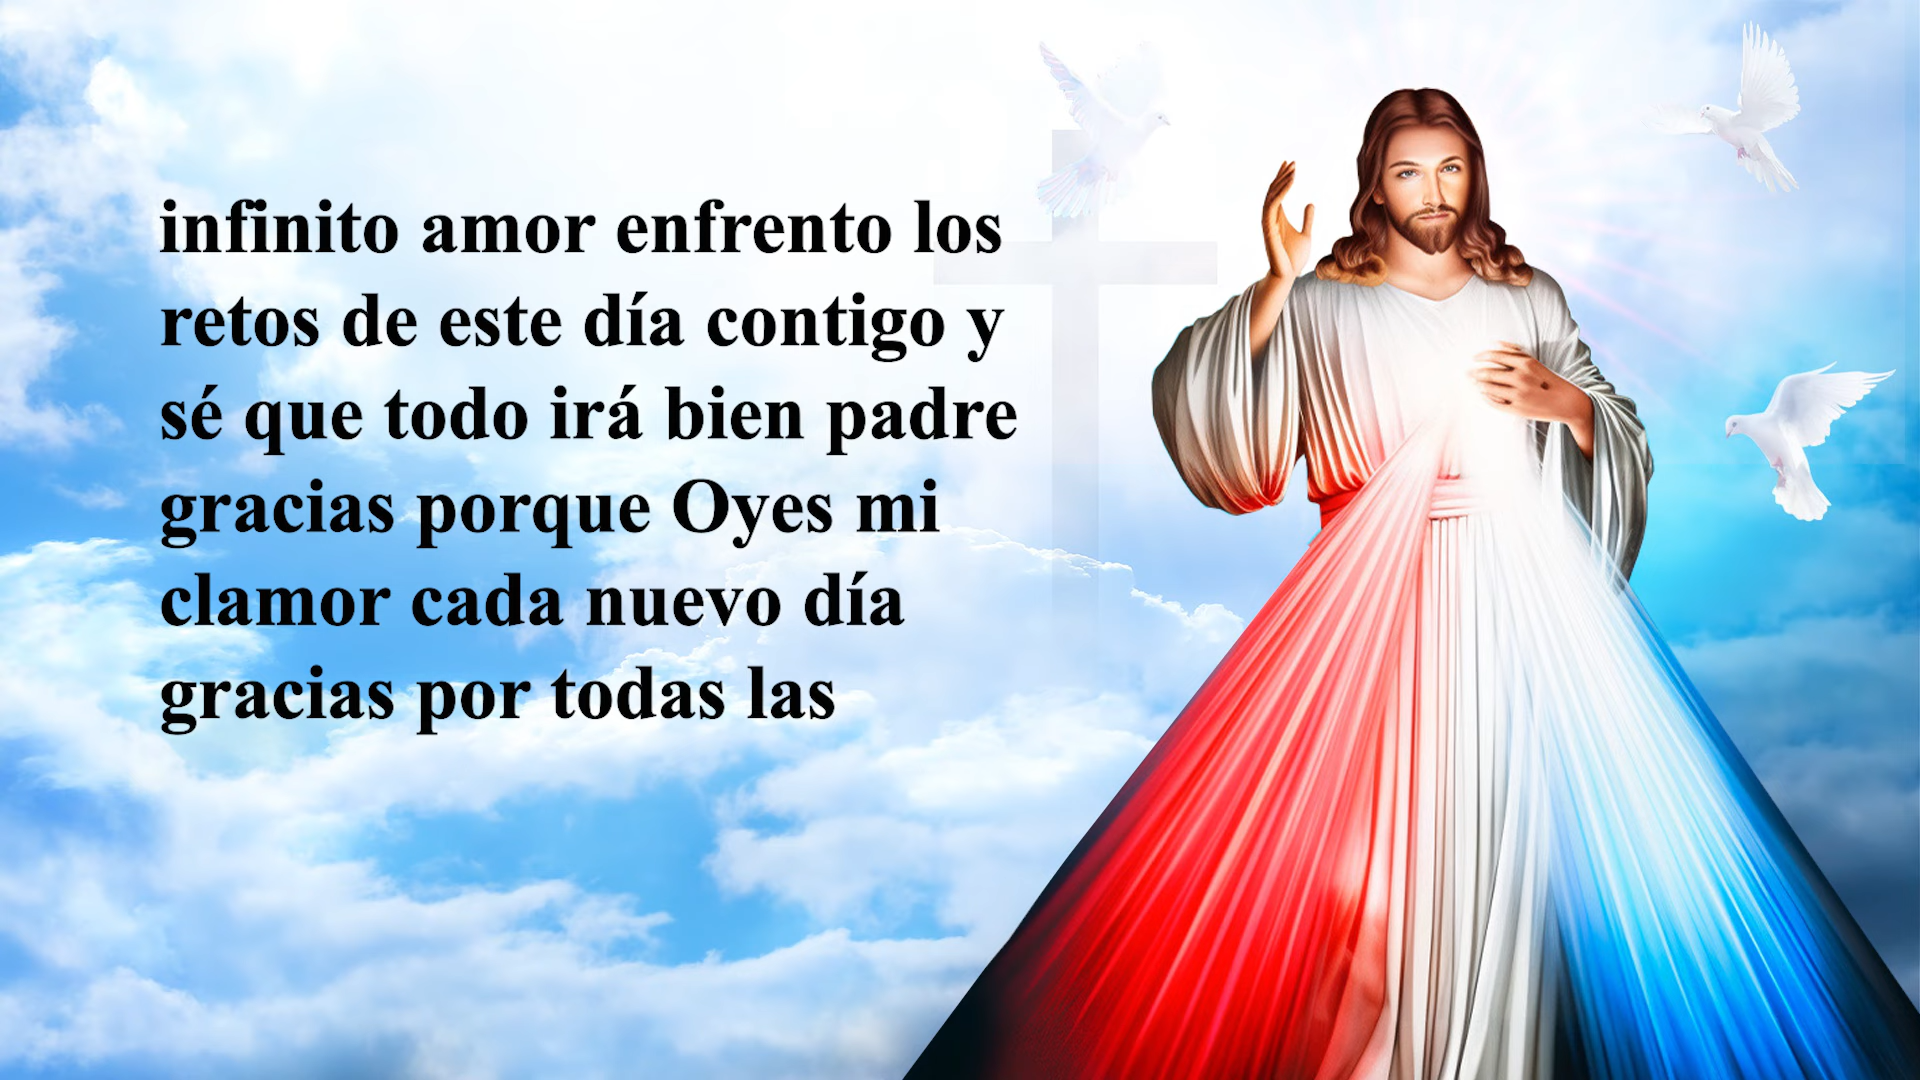 infinito amor enfrento los
retos de este día contigo y
sé que todo irá bien padre
gracias porque Oyes mi
clamor cada nuevo día
gracias por todas las